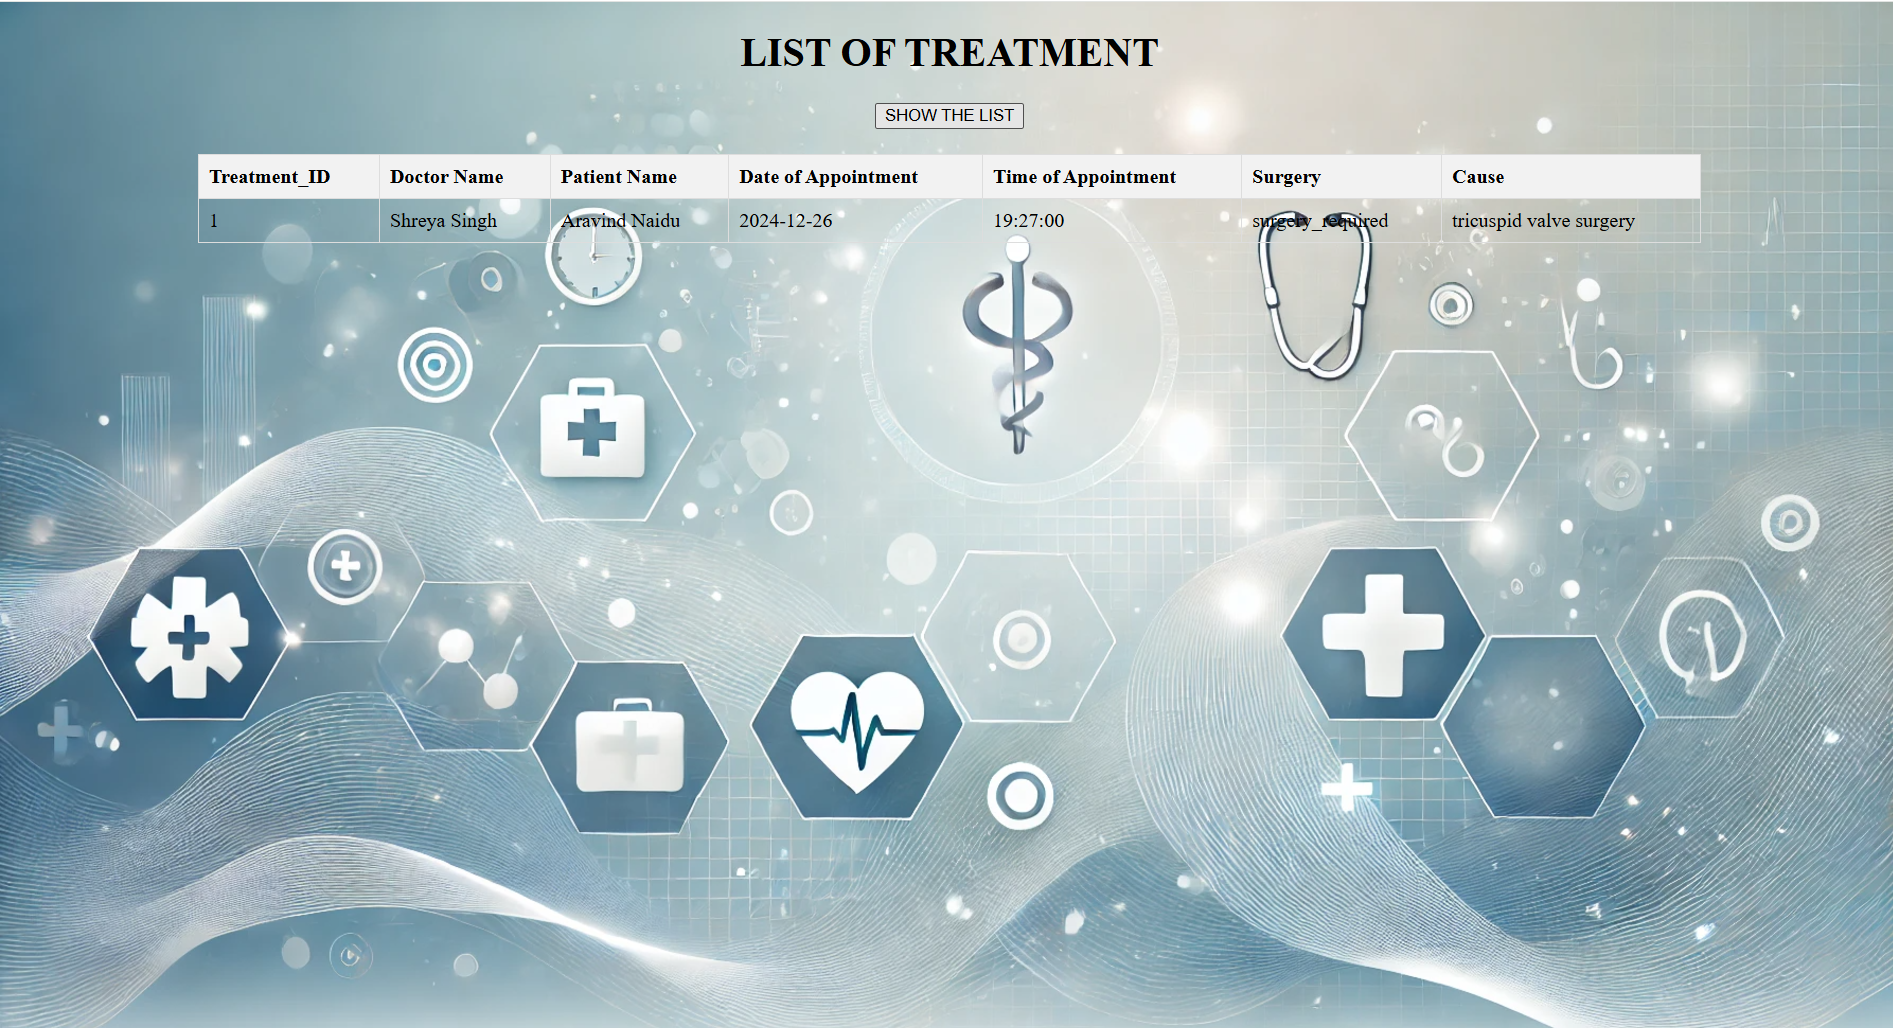 LIST OF TREATMENT
SHOW THE LIST
Treatment_ID Doctor Name Patient Name Date of Appointment Time of Appointment Surgery Cause
1 Shreya Singh Aravind Naidu 2024-12-26 19:27:00 surgery_required tricuspid valve surgery